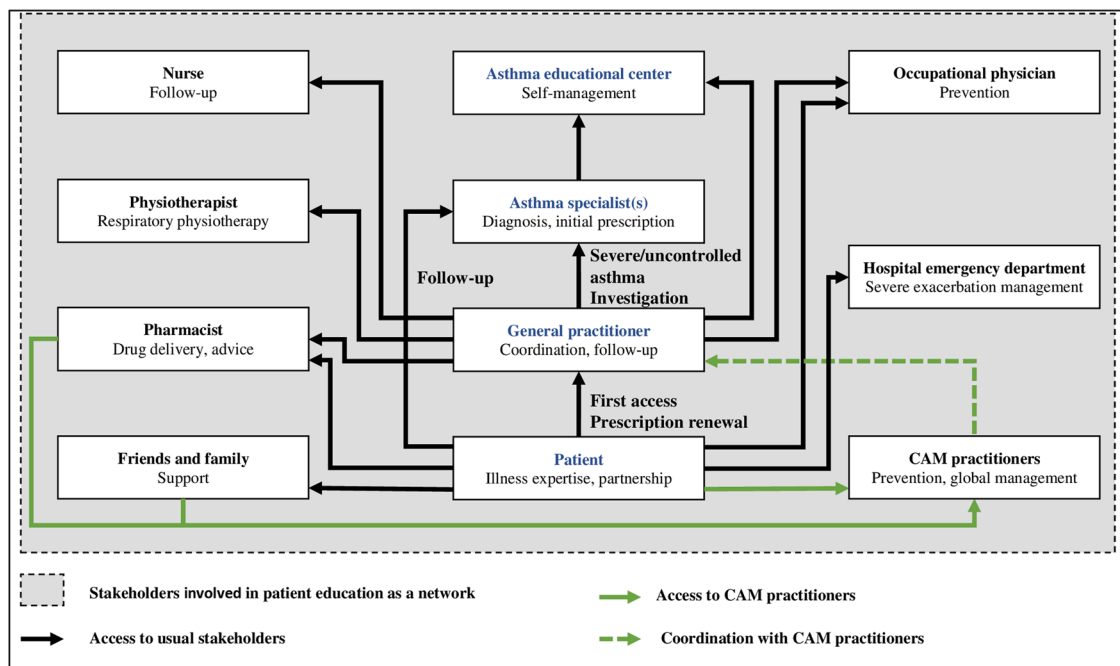 Nurse
Follow-up
Asthma educational center
Self-management
Occupational physician
Prevention
Physiotherapist
Respiratory physiotherapy
Asthma specialist(s)
Diagnosis, initial prescription
Follow-up
Severe/uncontrolled
asthma
Investigation
Hospital emergency department
Severe exacerbation management
Pharmacist
Drug delivery, advice
General practitioner
Coordination, follow-up
First access
Prescription renewal
Friends and family
Support
Patient
Illness expertise, partnership
CAM practitioners
Prevention, global management
Stakeholders involved in patient education as a network
Access to CAM practitioners
Access to usual stakeholders
Coordination with CAM practitioners